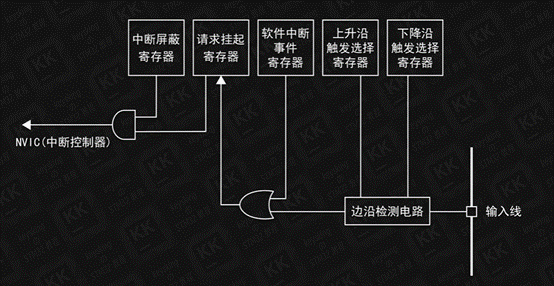 中断屏蔽
寄存器
请求挂起
寄存器
软件中断
事件
寄存器
上升沿
触发选择
寄存器
下降沿
触发选择
寄存器
NVIC(中断控制器)
边沿检测电路
输入线